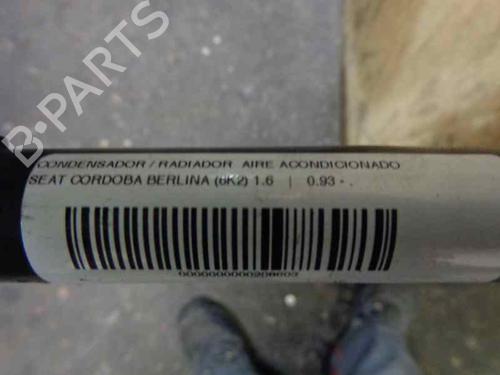 B-PARTS
CONDENSADOR / RADIADOR AIRE ACONDICIONADO
SEAT CORDOBA BERLINA (6K2) 1.6 | 0.93 - .